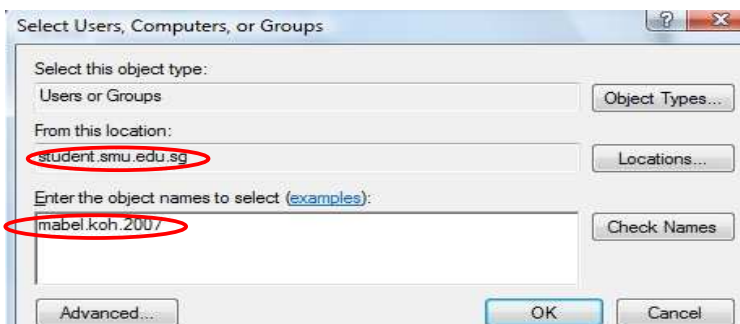 Select Users, Computers, or Groups
Select this object type:
Users or Groups
Object Types...
From this location:
student.smu.edu.sg
Locations...
Enter the object names to select (examples):
mabel.koh.2007
Check Names
Advanced...
OK
Cancel